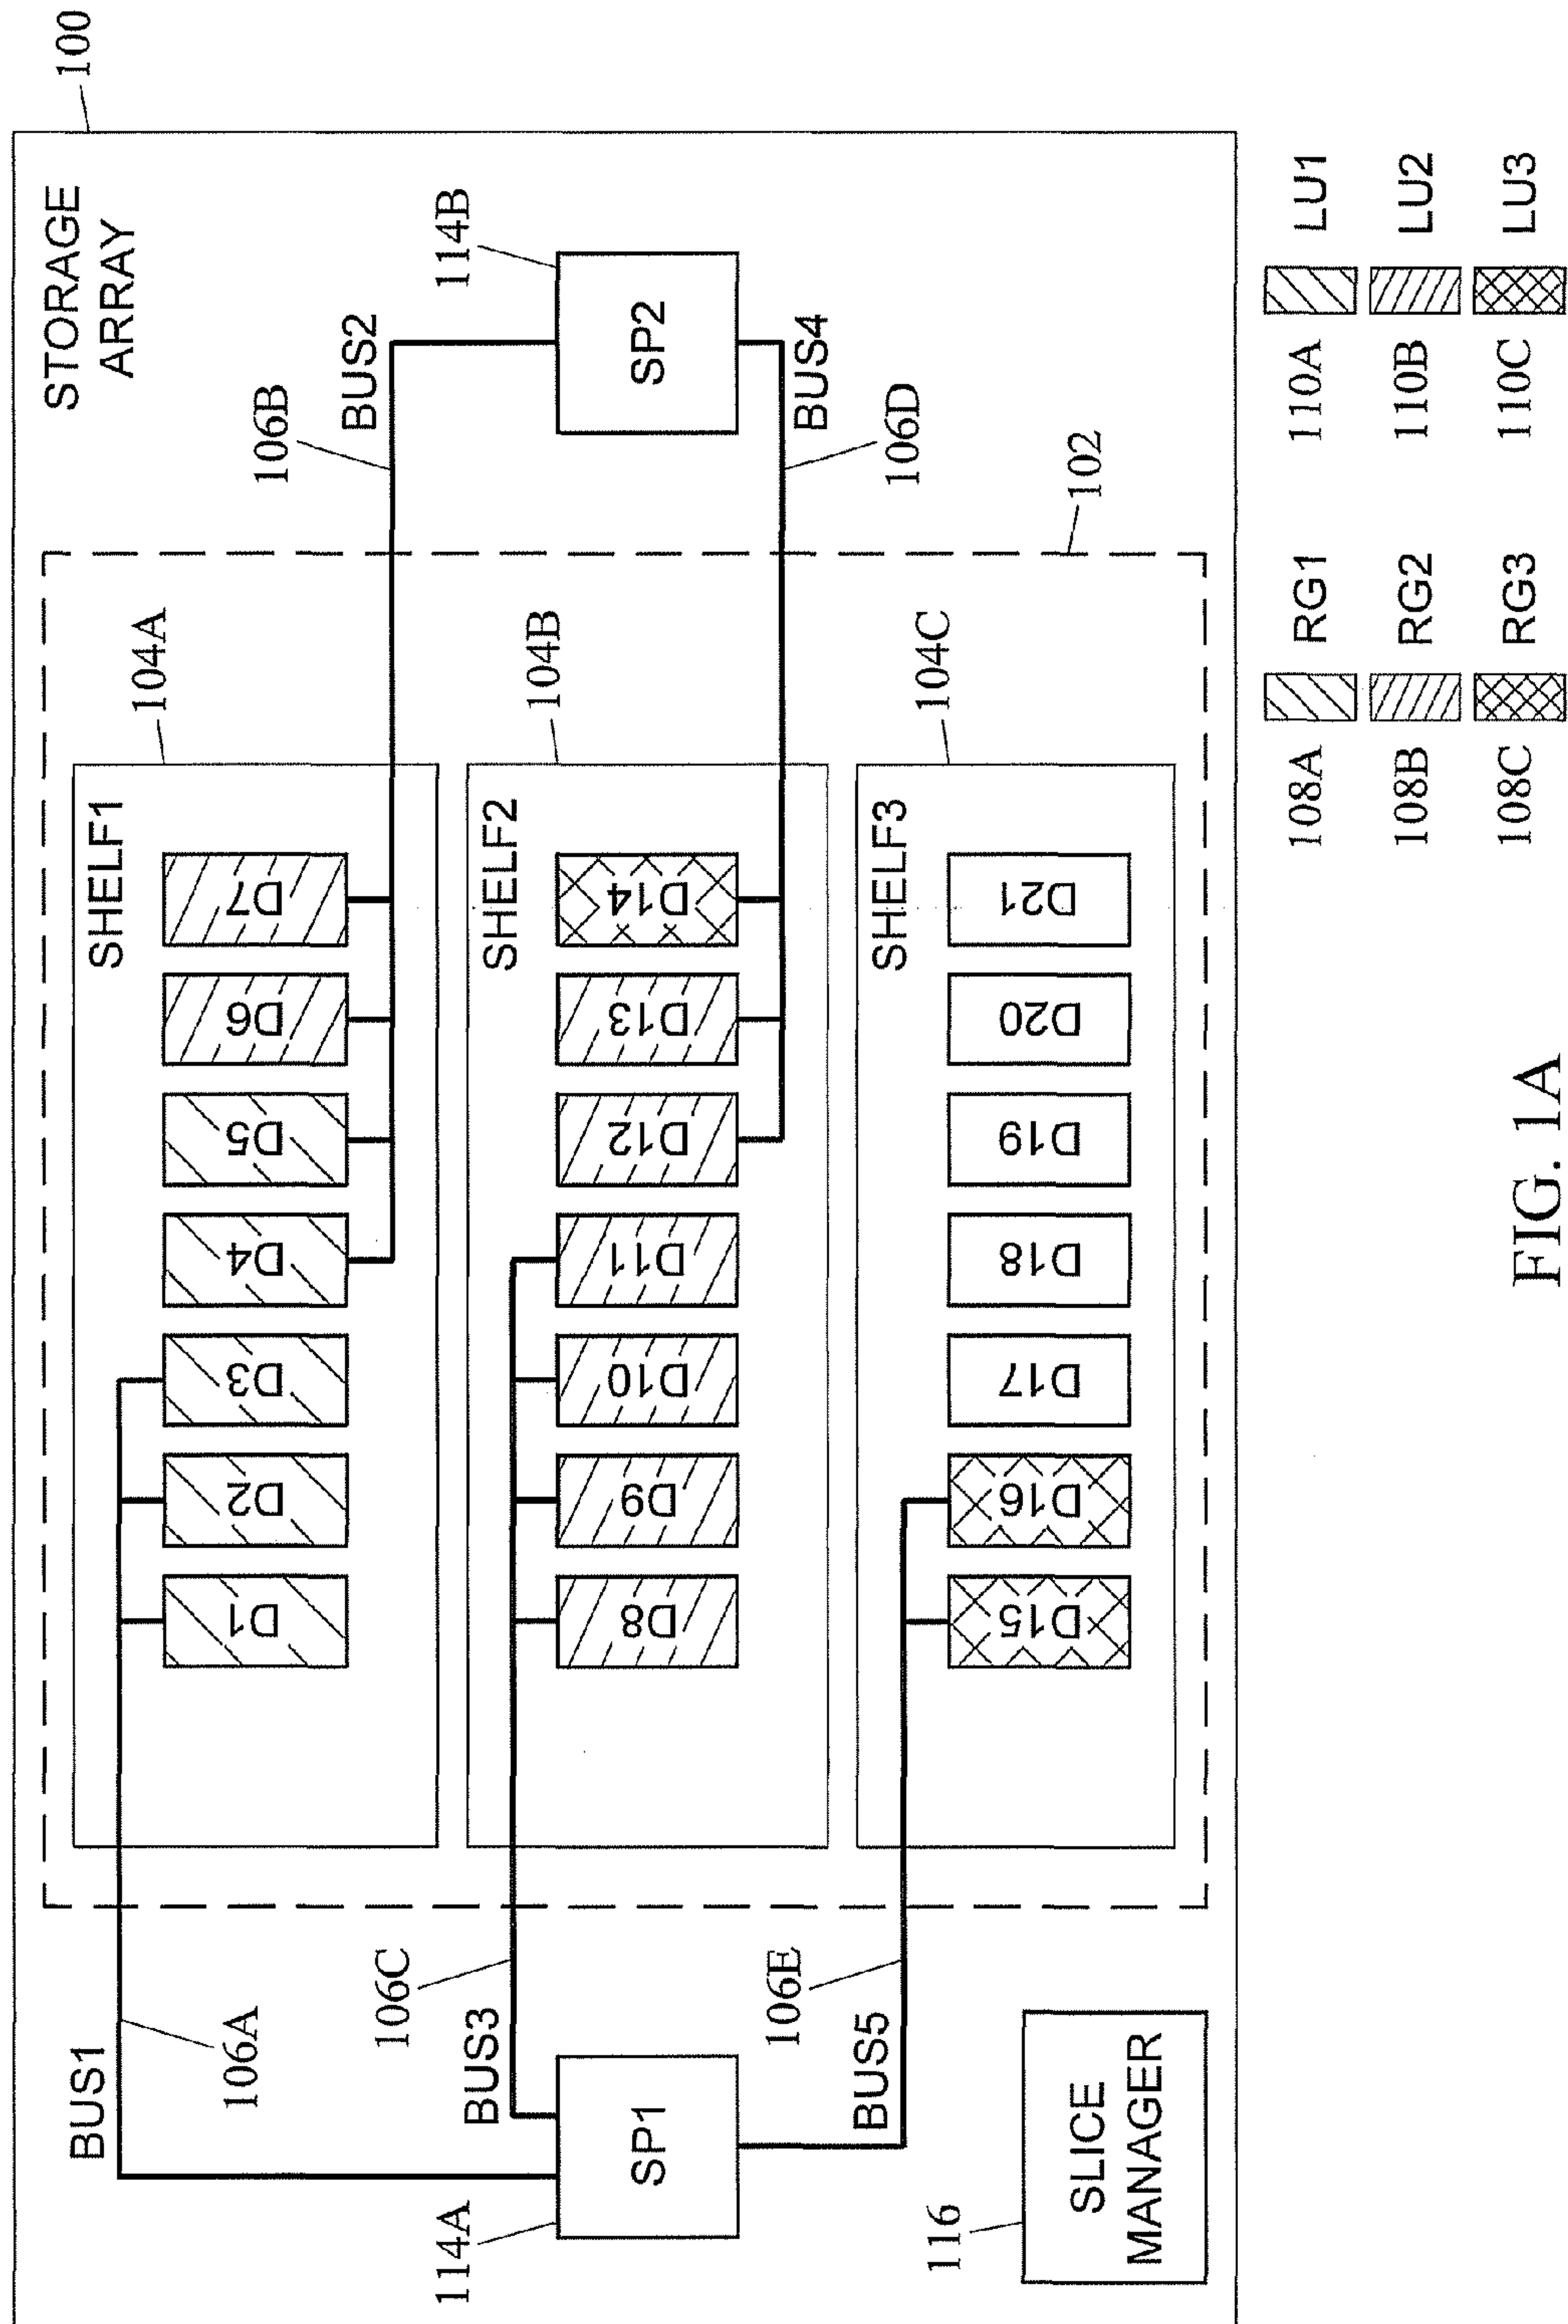 100
STORAGE
ARRAY
BUS1
106A
106B
BUS2
114B
104A
SHELF1
D1
D2
D3
D4
D5
D6
D7
106C
BUS3
SP1
114A
SP2
104B
SHELF2
D8
D9
D10
D11
D12
D13
D14
BUS4
106D
106E
BUS5
104C
SHELF3
D15
D16
D17
D18
D19
D20
D21
102
116
SLICE
MANAGER
108A RG1 110A LU1
108B RG2 110B LU2
108C RG3 110C LU3
FIG. 1A